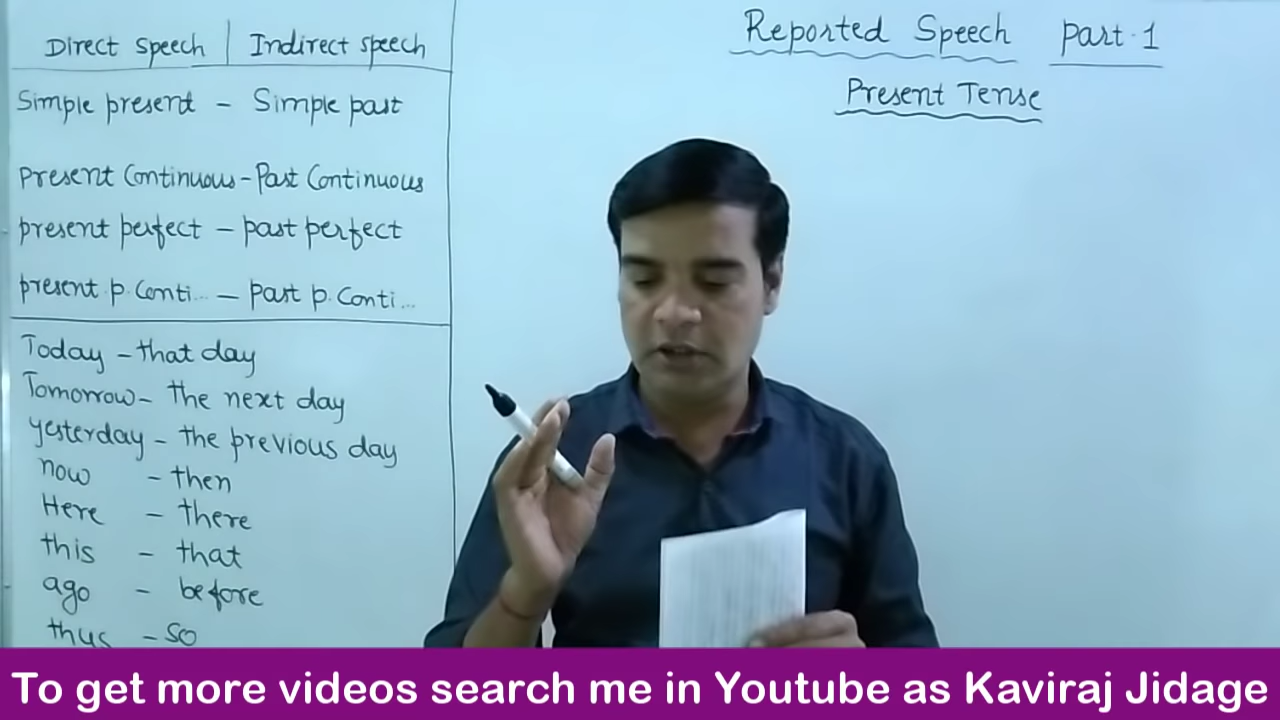 Direct Speech | Indirect speech
Simple present - Simple past
present Continuous - Past Continuous
present perfect - past perfect
present p. Conti... - past p. Conti...
Today - that day
Tomorrow - the next day
yesterday - the previous day
now - then
Here - there
this - that
ago - before
thus - so
Reported Speech part.1
Present Tense
To get more videos search me in Youtube as Kaviraj Jidage